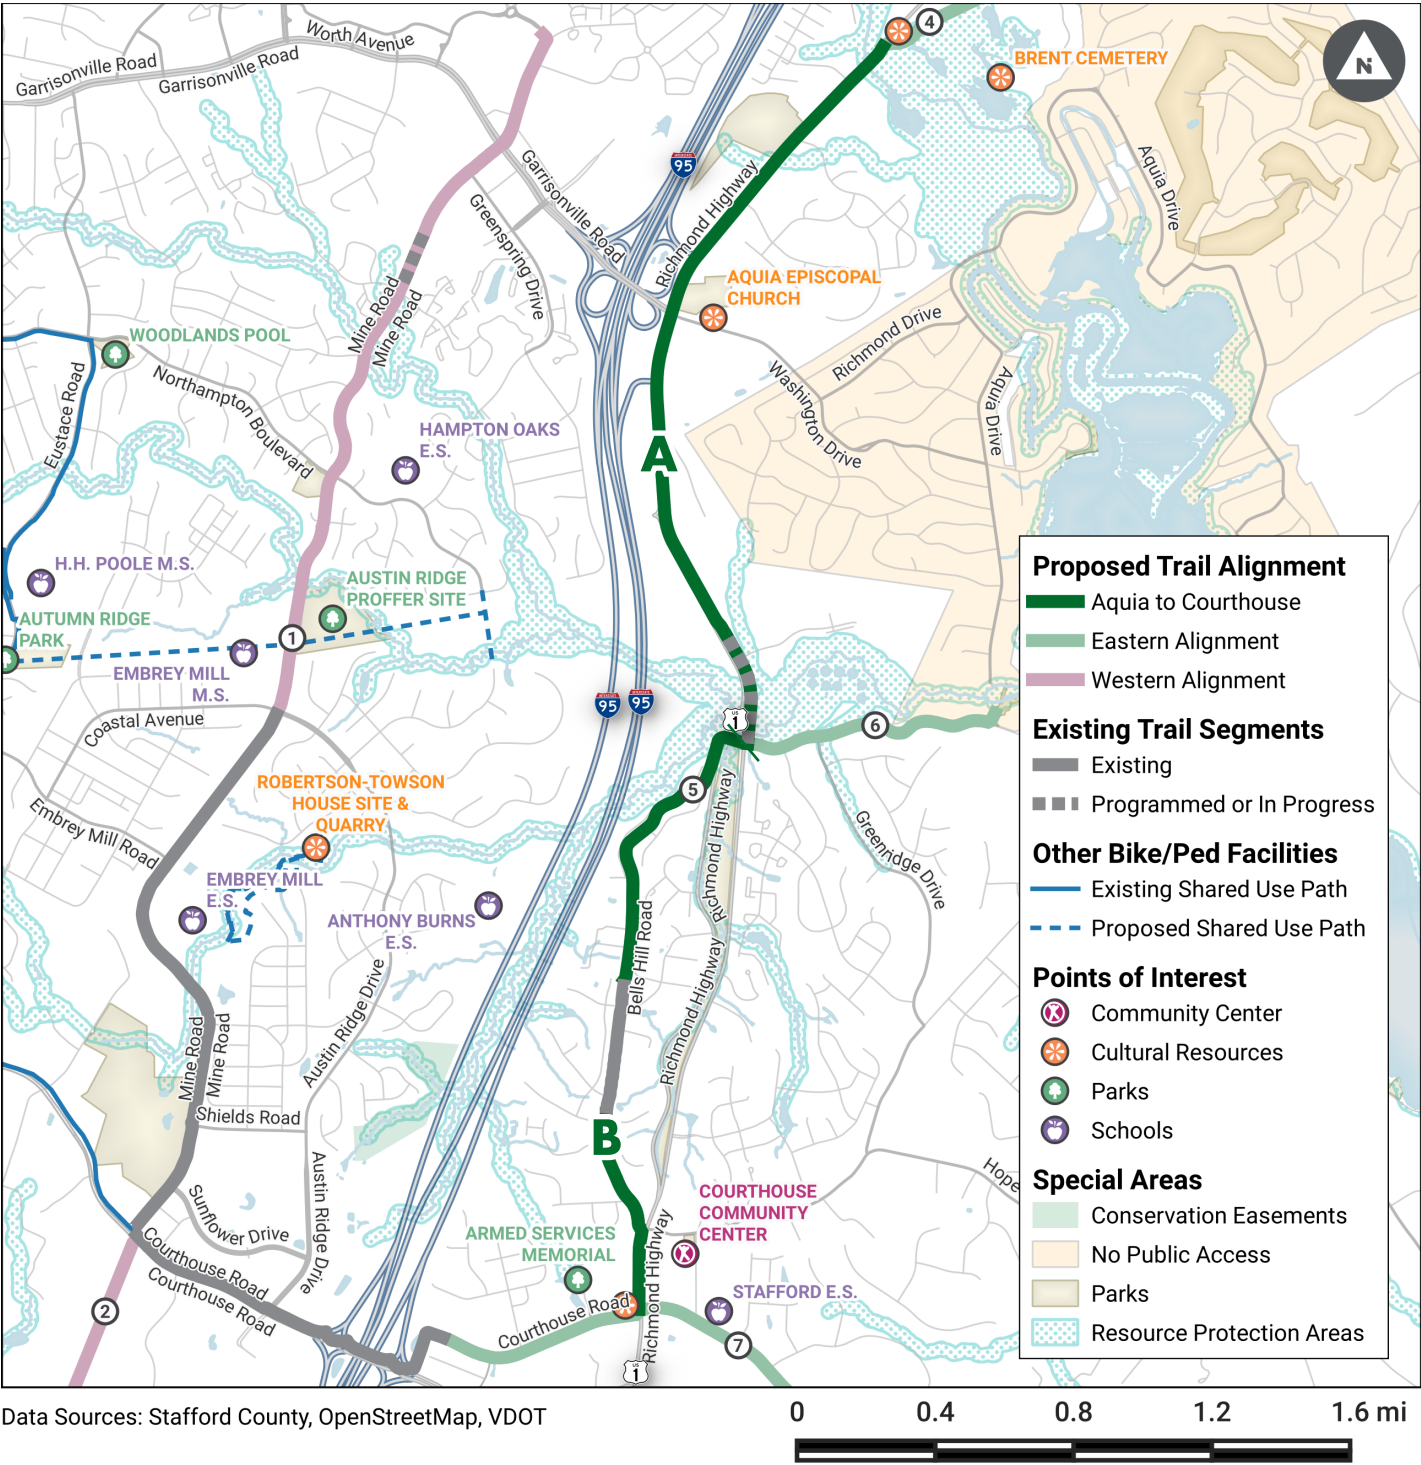 Worth Avenue
Garrisonville Road
Garrisonville Road
4
BRENT CEMETERY
N
95
Garrisonville Road
Richmond Highway
Aquia Drive
Greenspring Drive
AQUIA EPISCOPAL
CHURCH
Mine Road
Mine Road
WOODLANDS POOL
Richmond Drive
Northampton Boulevard
Eustace Road
Washington Drive
Aquia Drive
HAMPTON OAKS
E.S.
A
H.H. POOLE M.S.
AUSTIN RIDGE
PROFFER SITE
AUTUMN RIDGE
PARK
1
EMBREY MILL
M.S.
95
95
US
1
6
Coastal Avenue
5
ROBERTSON-TOWSON
HOUSE SITE &
QUARRY
Embrey Mill Road
Richmond Highway
Greenridge Drive
EMBREY MILL
E.S.
ANTHONY BURNS
E.S.
Bells Hill Road
Richmond Highway
Austin Ridge Drive
Mine Road
Mine Road
Shields Road
B
Hope
Austin Ridge Drive
Sunflower Drive
COURTHOUSE
COMMUNITY
CENTER
ARMED SERVICES
MEMORIAL
Richmond Highway
Courthouse Road
Courthouse Road
STAFFORD E.S.
2
Courthouse Road
7
US
1
Proposed Trail Alignment
Aquia to Courthouse
Eastern Alignment
Western Alignment
Existing Trail Segments
Existing
Programmed or In Progress
Other Bike/Ped Facilities
Existing Shared Use Path
Proposed Shared Use Path
Points of Interest
Community Center
Cultural Resources
Parks
Schools
Special Areas
Conservation Easements
No Public Access
Parks
Resource Protection Areas
Data Sources: Stafford County, OpenStreetMap, VDOT
0 0.4 0.8 1.2 1.6 mi